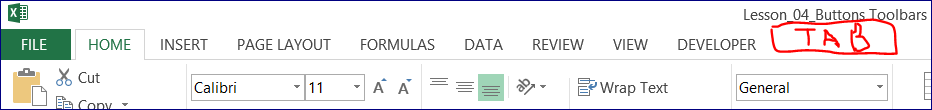 Lesson_04_Buttons Toolbars
FILE HOME INSERT PAGE LAYOUT FORMULAS DATA REVIEW VIEW DEVELOPER TAB
Cut Calibri 11 A A Wrap Text General
Copy